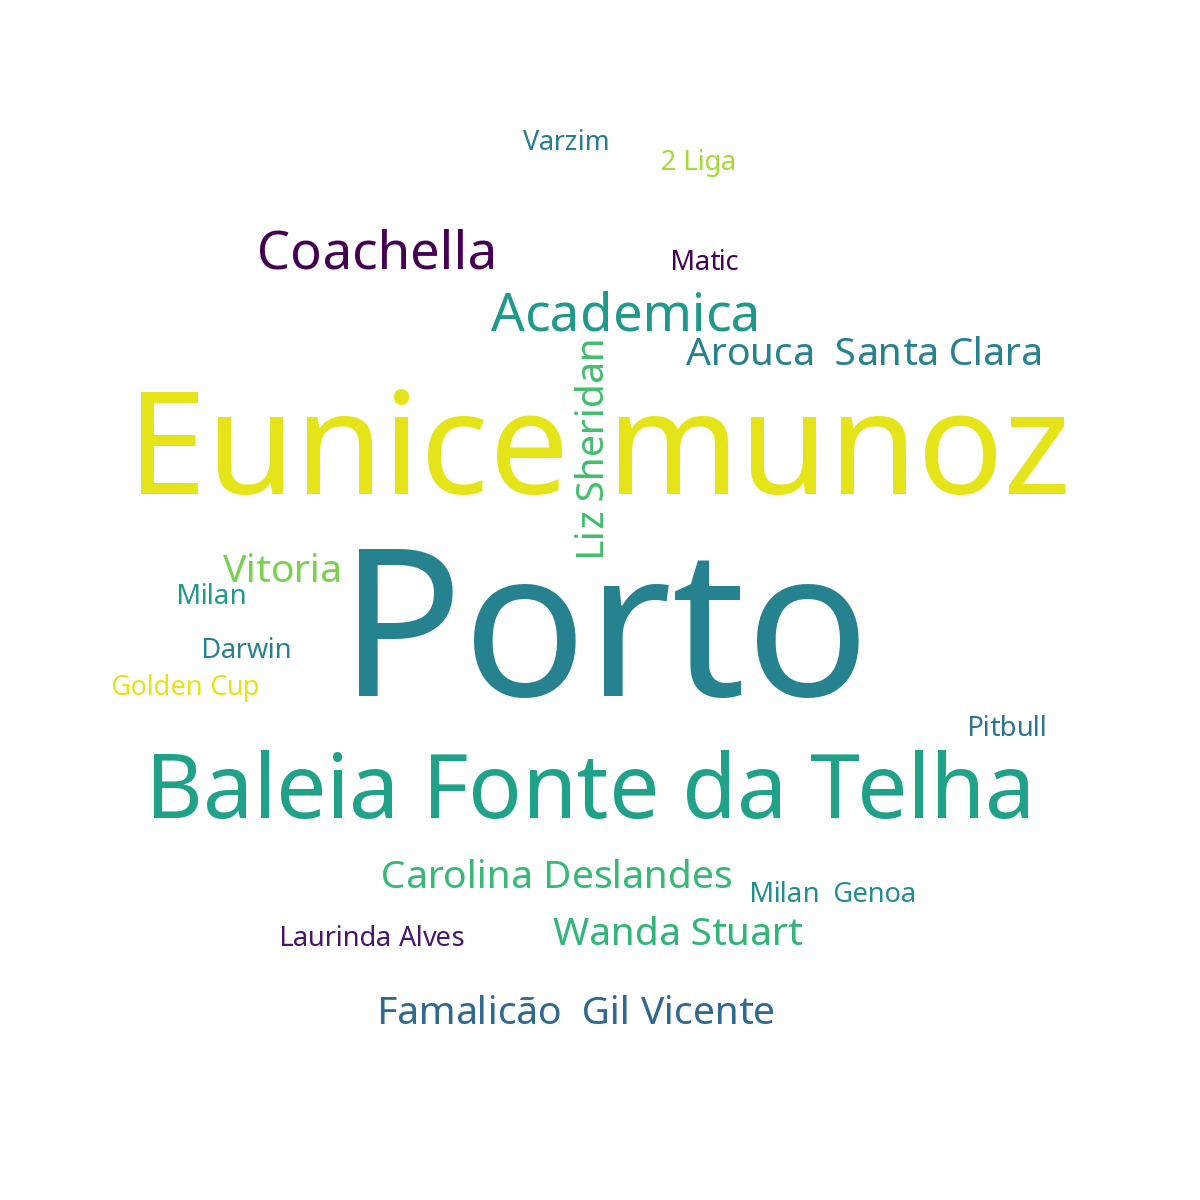 Varzim
2 Liga
Coachella
Matic
Academica
Arouca  Santa Clara
Liz Sheridan
Eunice munoz
Vitoria
Milan
Porto
Darwin
Golden Cup
Pitbull
Baleia Fonte da Telha
Carolina Deslandes
Milan  Genoa
Laurinda Alves
Wanda Stuart
Famalicão  Gil Vicente